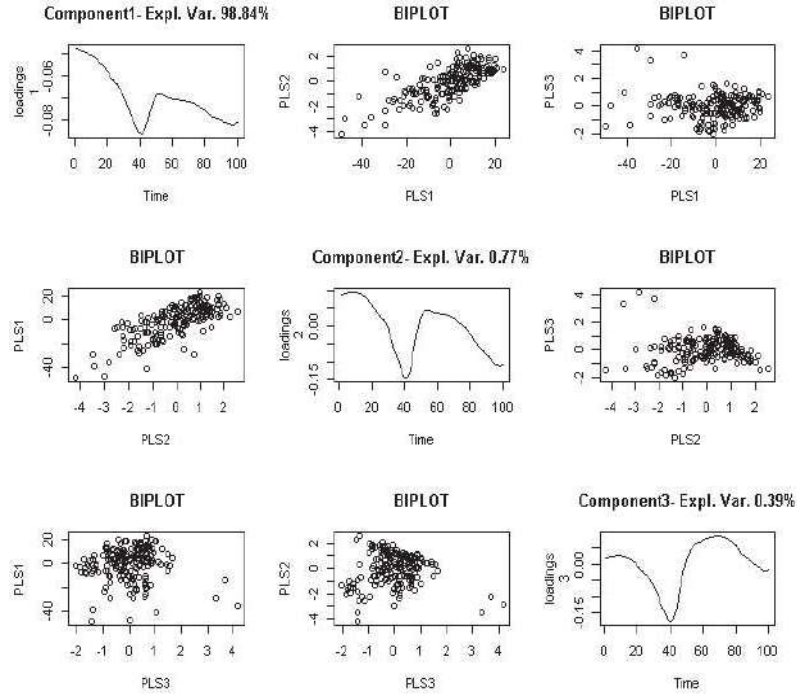 Component1- Expl. Var. 98.84%
BIPLOT
BIPLOT
loadings
1
-0.06
-0.08
0 20 40 60 80 100
Time
PLS2
2
0
-2
-4
-40 -20 0 10 20
PLS1
PLS3
4
2
0
-2
-40 -20 0 20
PLS1
BIPLOT
Component2- Expl. Var. 0.77%
BIPLOT
PLS1
20
0
-40
-4 -3 -2 -1 0 1 2
PLS2
loadings
2
0.00
-0.15
0 20 40 60 80 100
Time
PLS3
4
2
0
-2
-4 -3 -2 -1 0 1 2
PLS2
BIPLOT
BIPLOT
Component3- Expl. Var. 0.39%
PLS1
20
0
-40
-2 -1 0 1 2 3 4
PLS3
PLS2
2
0
-2
-4
-2 -1 0 1 2 3 4
PLS3
loadings
3
0.00
-0.15
0 20 40 60 80 100
Time